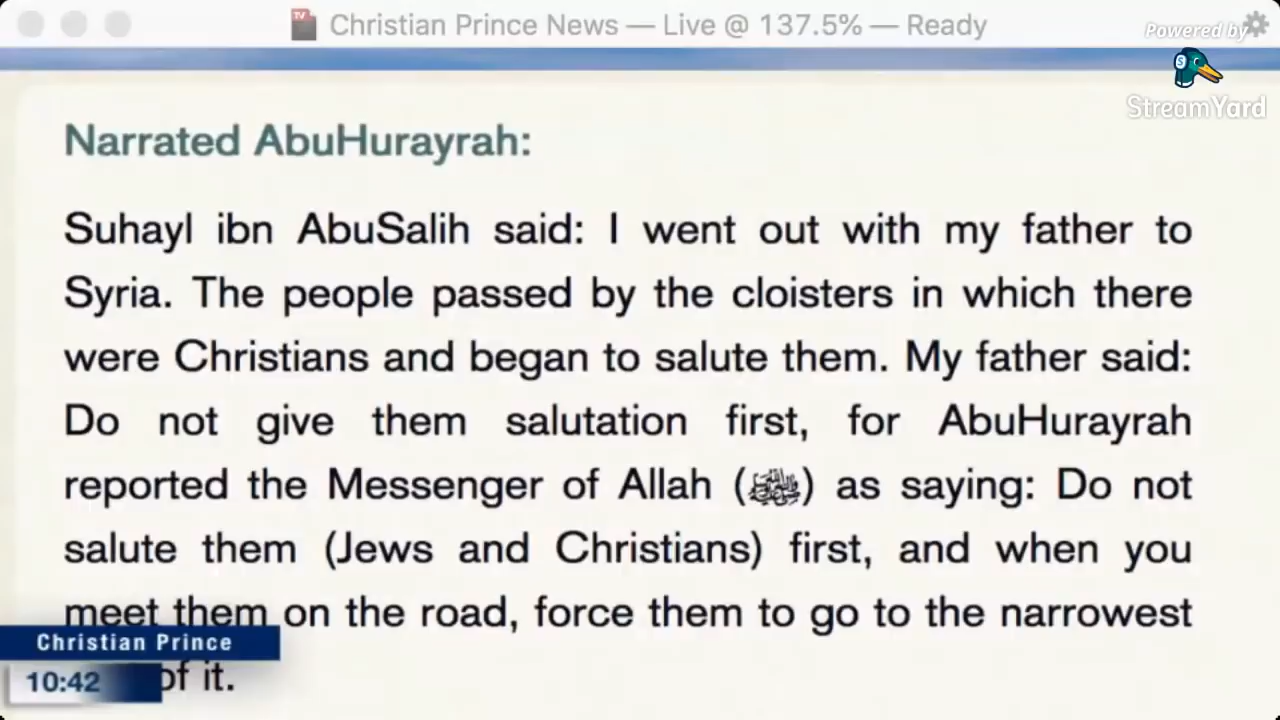 Christian Prince News — Live @ 137.5% — Ready
Powered by
StreamYard
Narrated AbuHurayrah:
Suhayl ibn AbuSalih said: I went out with my father to
Syria. The people passed by the cloisters in which there
were Christians and began to salute them. My father said:
Do not give them salutation first, for AbuHurayrah
reported the Messenger of Allah (ﷺ) as saying: Do not
salute them (Jews and Christians) first, and when you
meet them on the road, force them to go to the narrowest
of it.
Christian Prince
10:42